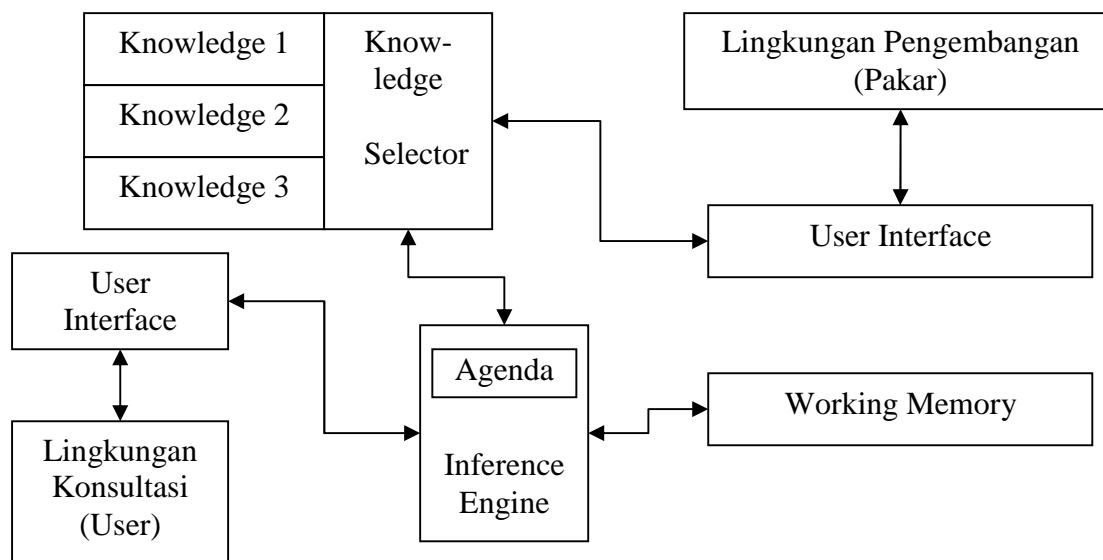 Knowledge 1
Knowledge 2
Knowledge 3
Know-
ledge
Selector
Lingkungan Pengembangan
(Pakar)
User Interface
User
Interface
Agenda
Inference
Engine
Working Memory
Lingkungan
Konsultasi
(User)